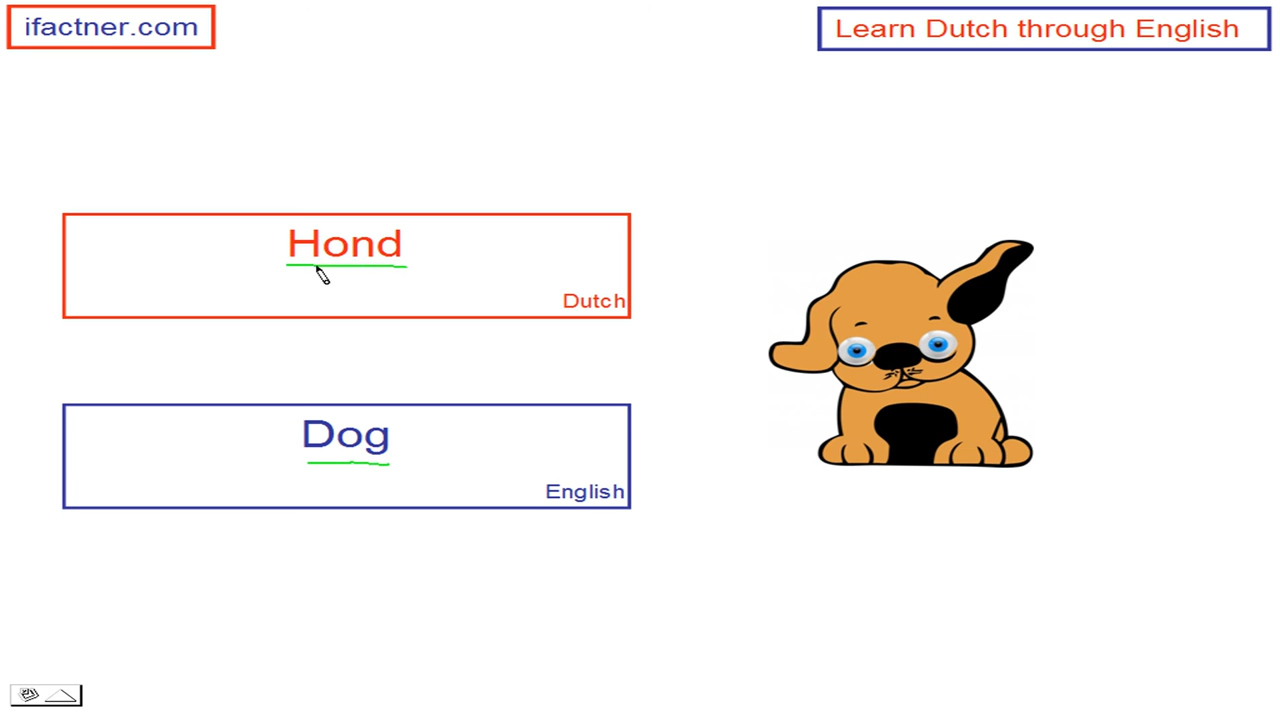 ifactner.com
Learn Dutch through English
Hond
Dutch
Dog
English